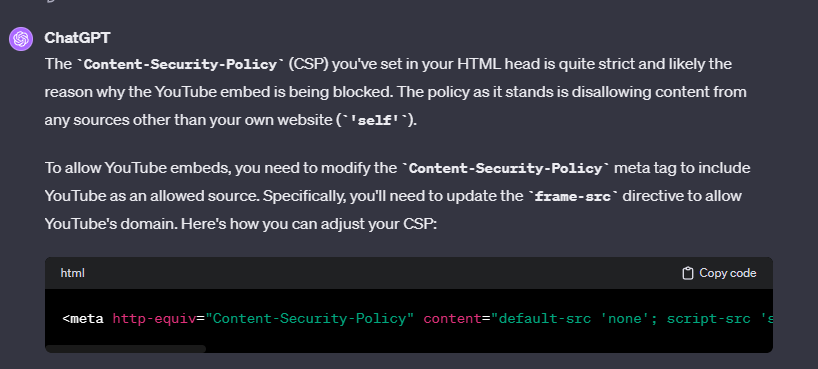 ChatGPT
The `Content-Security-Policy` (CSP) you've set in your HTML head is quite strict and likely the
reason why the YouTube embed is being blocked. The policy as it stands is disallowing content from
any sources other than your own website (`'self'`).
To allow YouTube embeds, you need to modify the `Content-Security-Policy` meta tag to include
YouTube as an allowed source. Specifically, you'll need to update the `frame-src` directive to allow
YouTube's domain. Here's how you can adjust your CSP:
html Copy code
<meta http-equiv="Content-Security-Policy" content="default-src 'none'; script-src 's